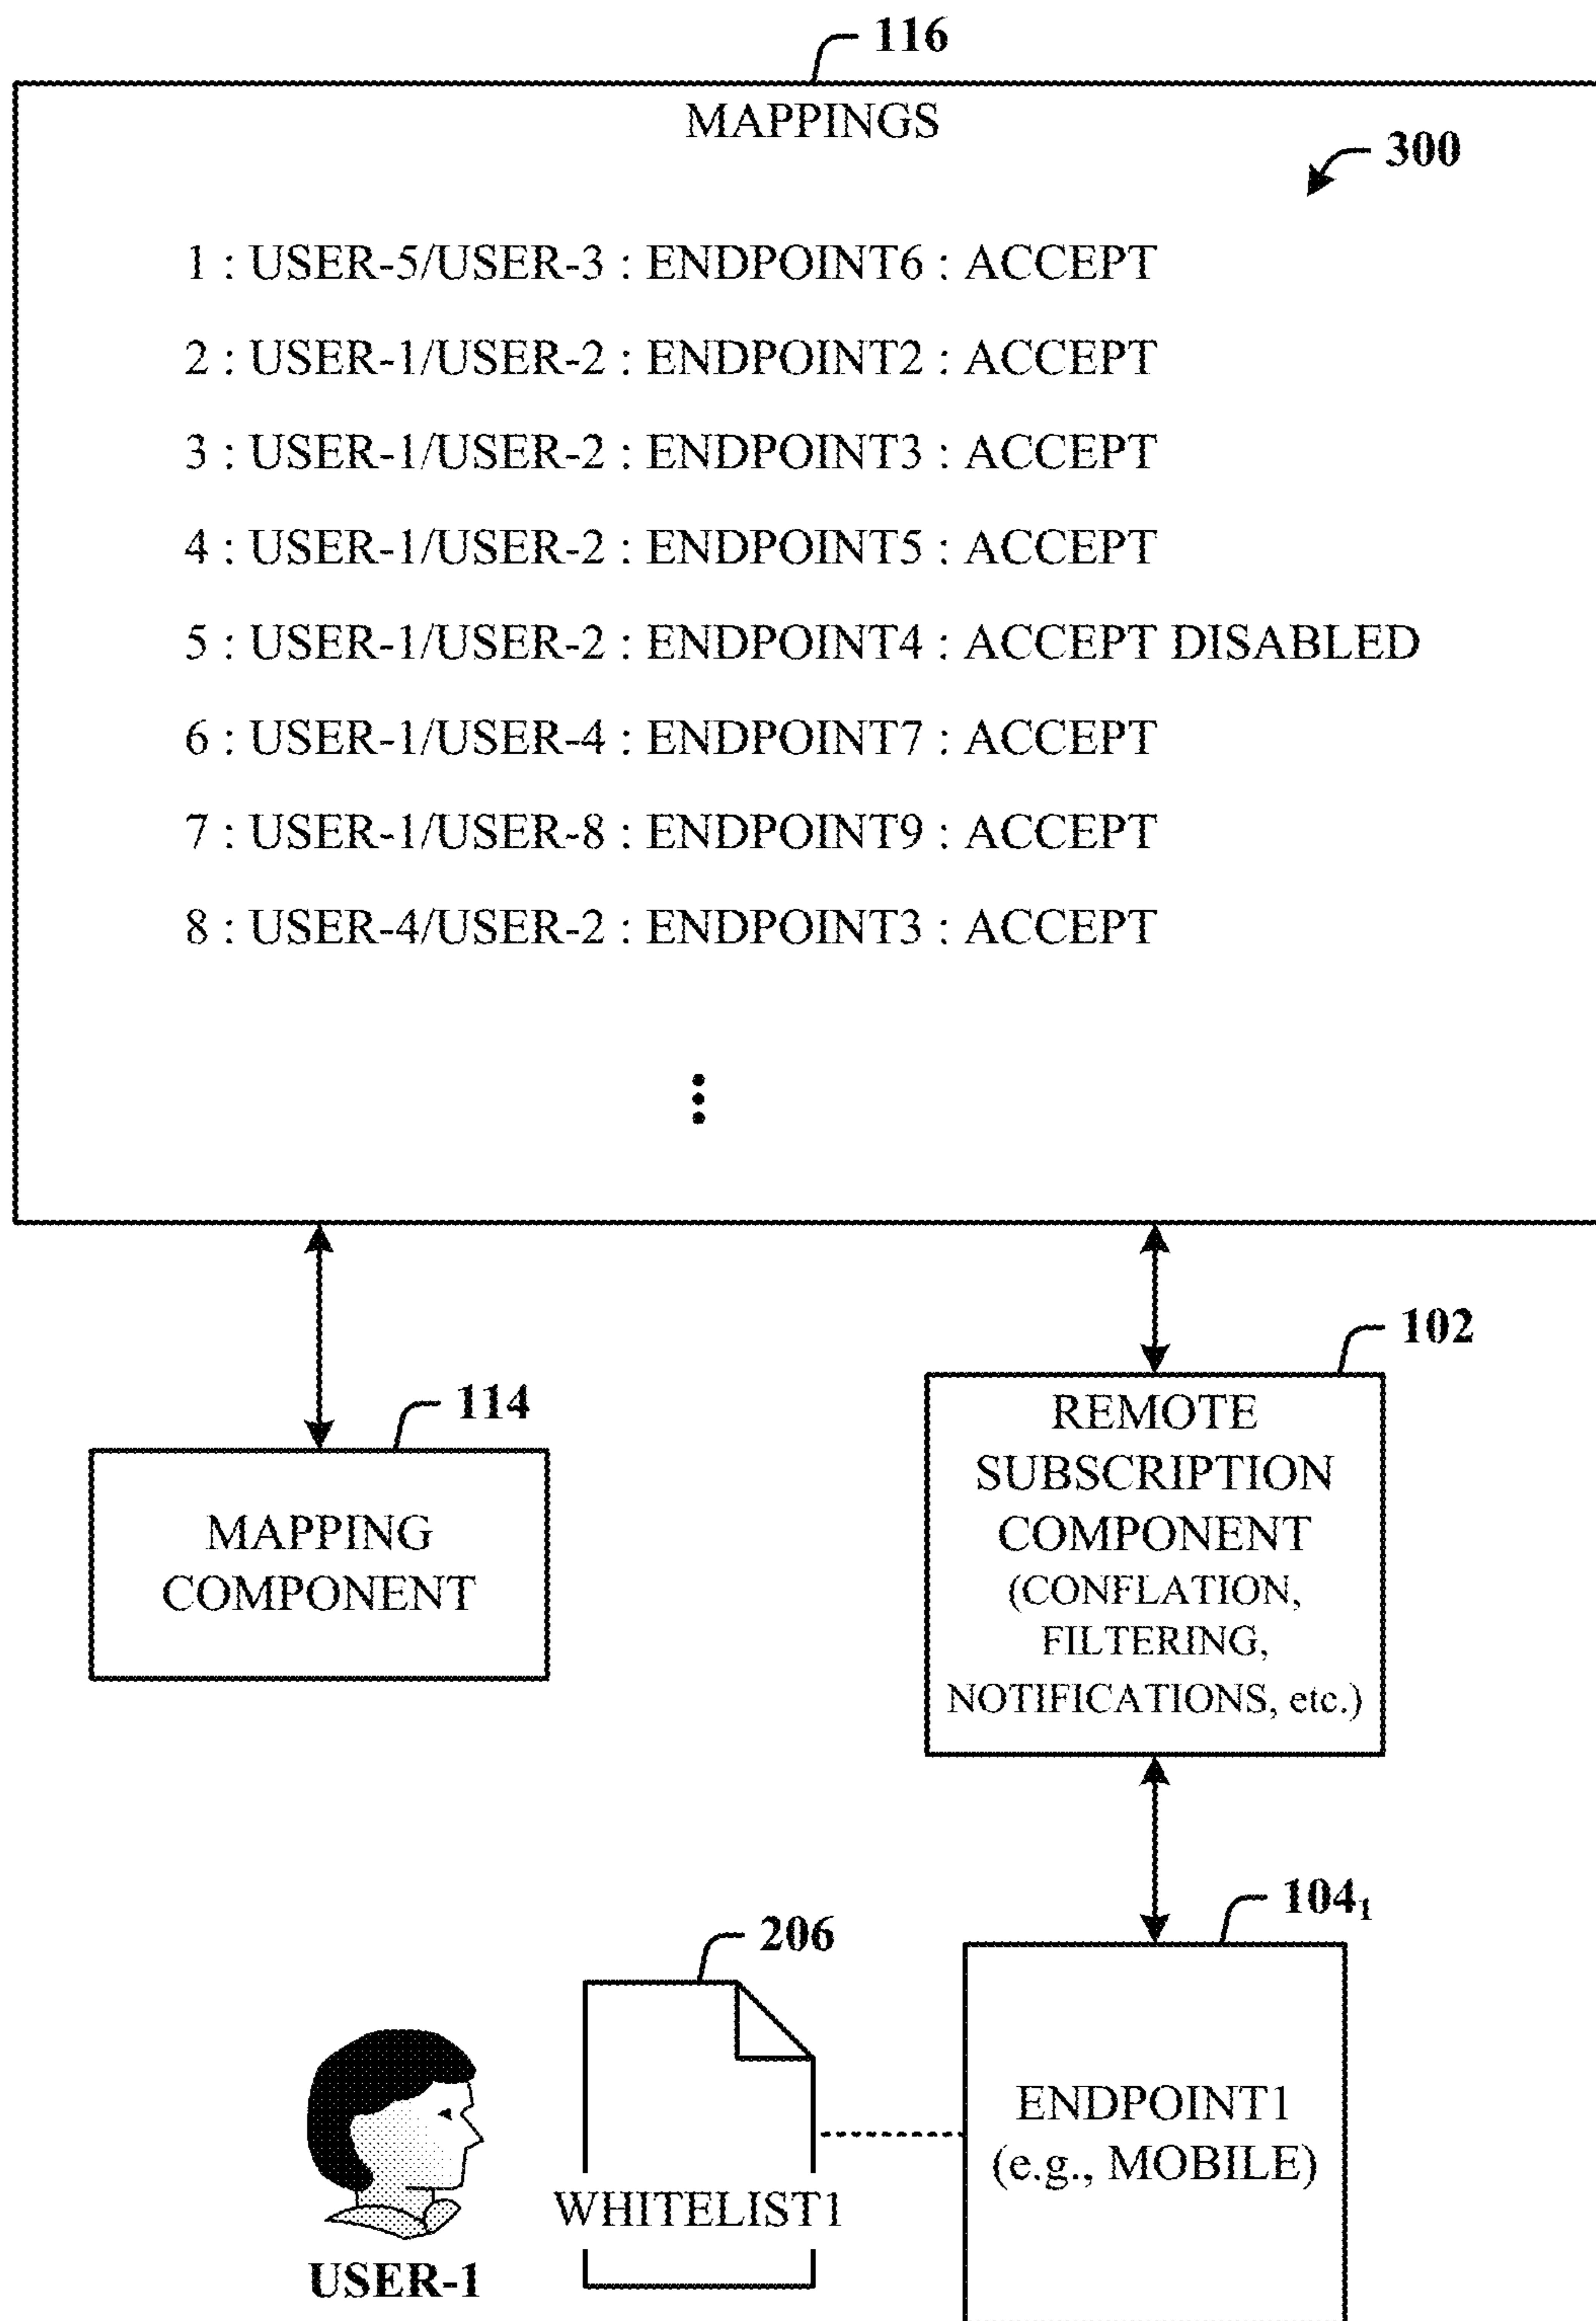 116
MAPPINGS
300
1 : USER-5/USER-3 : ENDPOINT6 : ACCEPT
2 : USER-1/USER-2 : ENDPOINT2 : ACCEPT
3 : USER-1/USER-2 : ENDPOINT3 : ACCEPT
4 : USER-1/USER-2 : ENDPOINT5 : ACCEPT
5 : USER-1/USER-2 : ENDPOINT4 : ACCEPT DISABLED
6 : USER-1/USER-4 : ENDPOINT7 : ACCEPT
7 : USER-1/USER-8 : ENDPOINT9 : ACCEPT
8 : USER-4/USER-2 : ENDPOINT3 : ACCEPT
102
114
REMOTE
SUBSCRIPTION
COMPONENT
(CONFLATION,
FILTERING,
NOTIFICATIONS, etc.)
MAPPING
COMPONENT
104₁
206
ENDPOINT1
(e.g., MOBILE)
WHITELIST1
USER-1